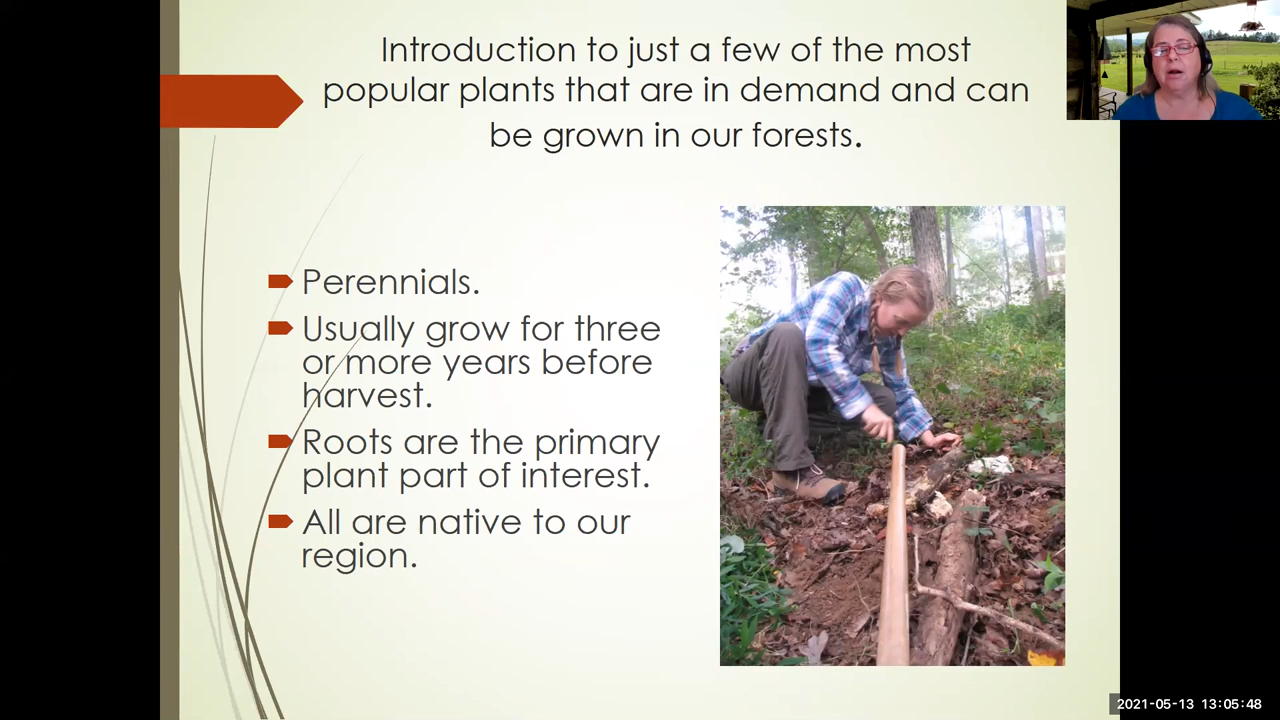 Introduction to just a few of the most
popular plants that are in demand and can
be grown in our forests.
Perennials.
Usually grow for three
or more years before
harvest.
Roots are the primary
plant part of interest.
All are native to our
region.
2021-05-13 13:05:48